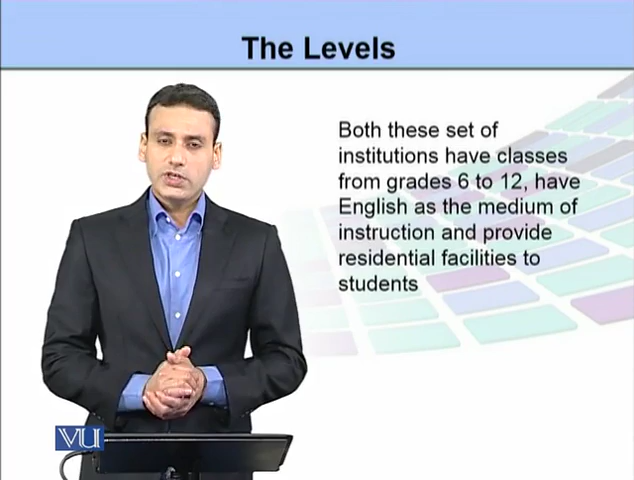 The Levels
Both these set of
institutions have classes
from grades 6 to 12, have
English as the medium of
instruction and provide
residential facilities to
students
VU